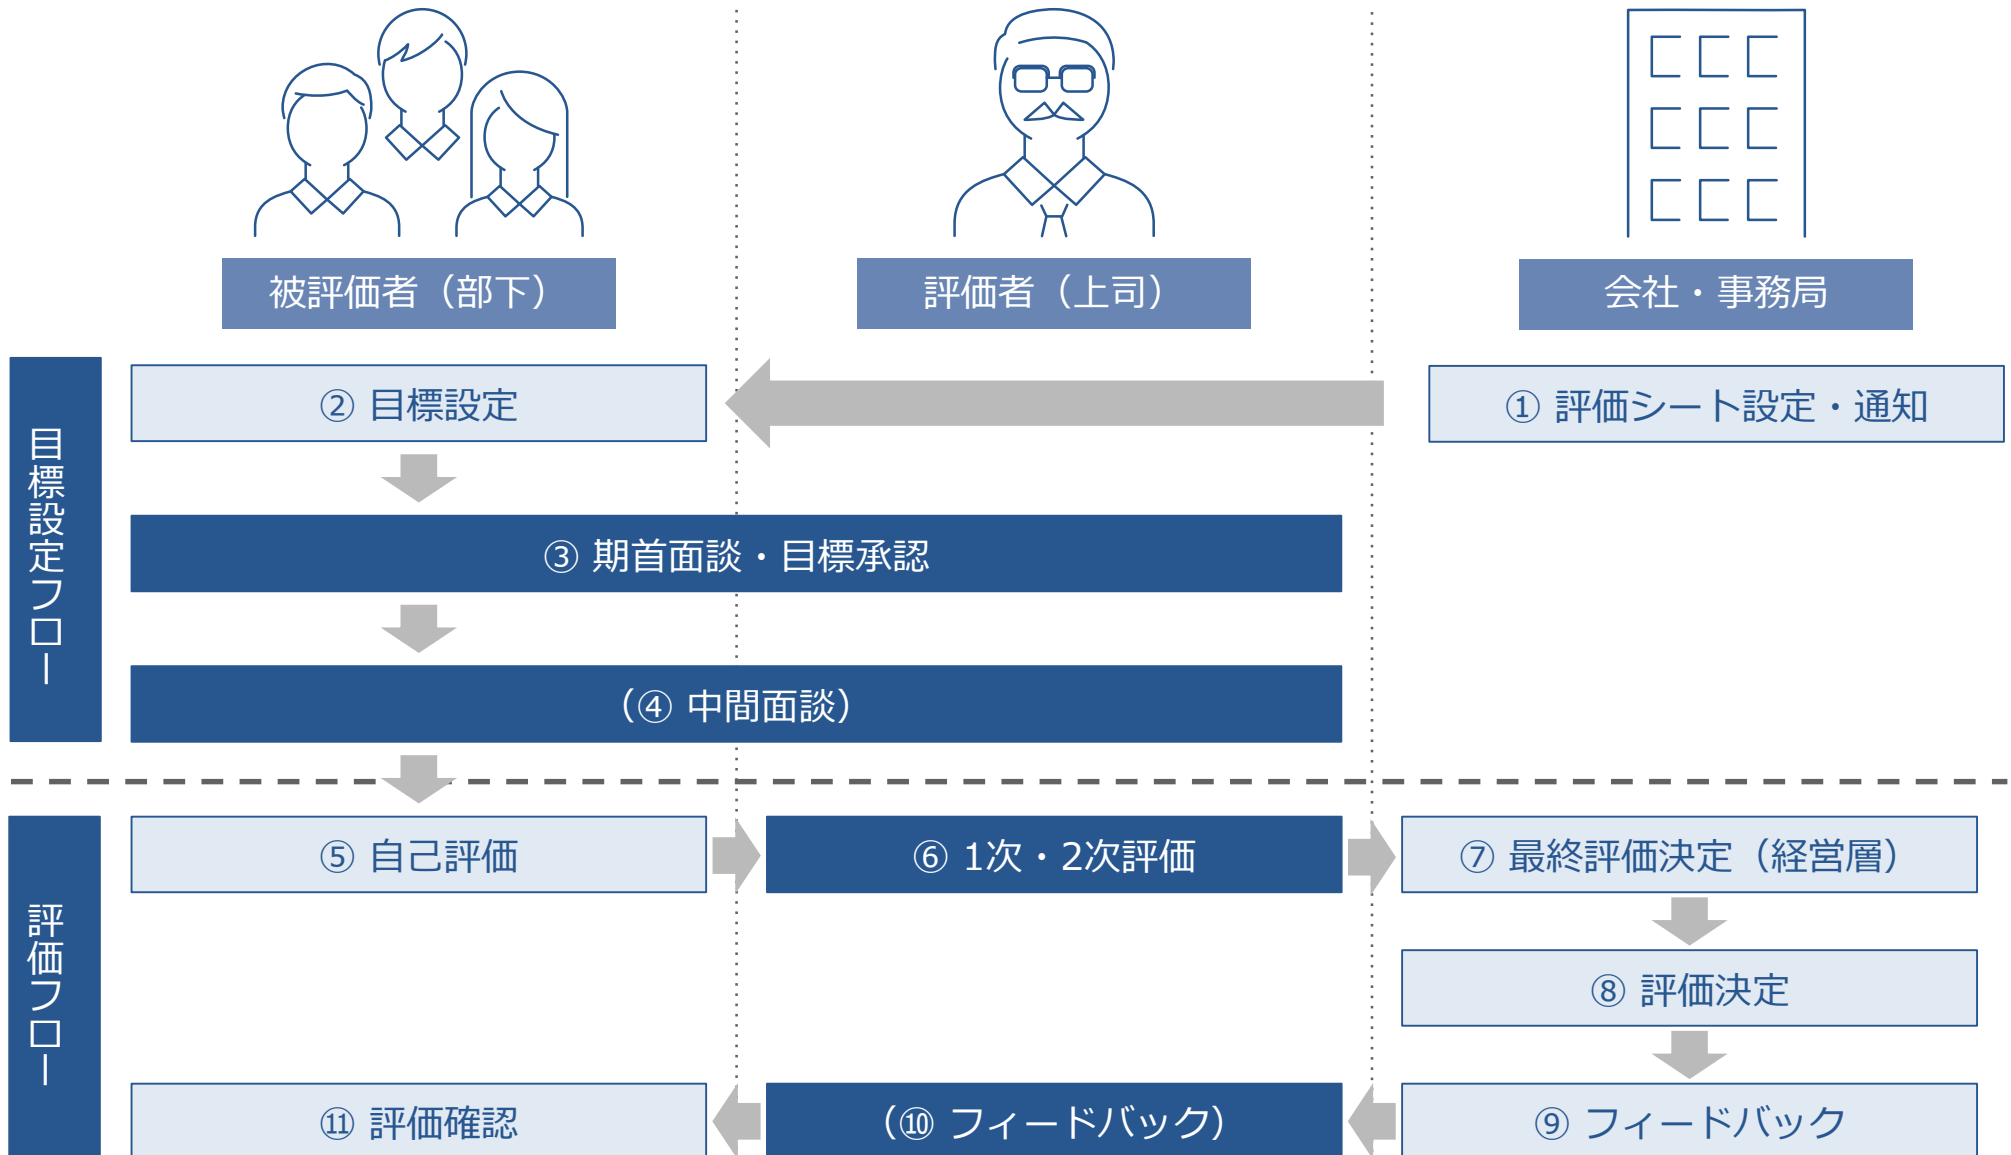 被評価者（部下）
評価者（上司）
会社・事務局
目標設定フロー
② 目標設定
① 評価シート設定・通知
③ 期首面談・目標承認
（④ 中間面談）
評価フロー
⑤ 自己評価
⑥ 1次・2次評価
⑦ 最終評価決定（経営層）
⑧ 評価決定
⑪ 評価確認
（⑩ フィードバック）
⑨ フィードバック